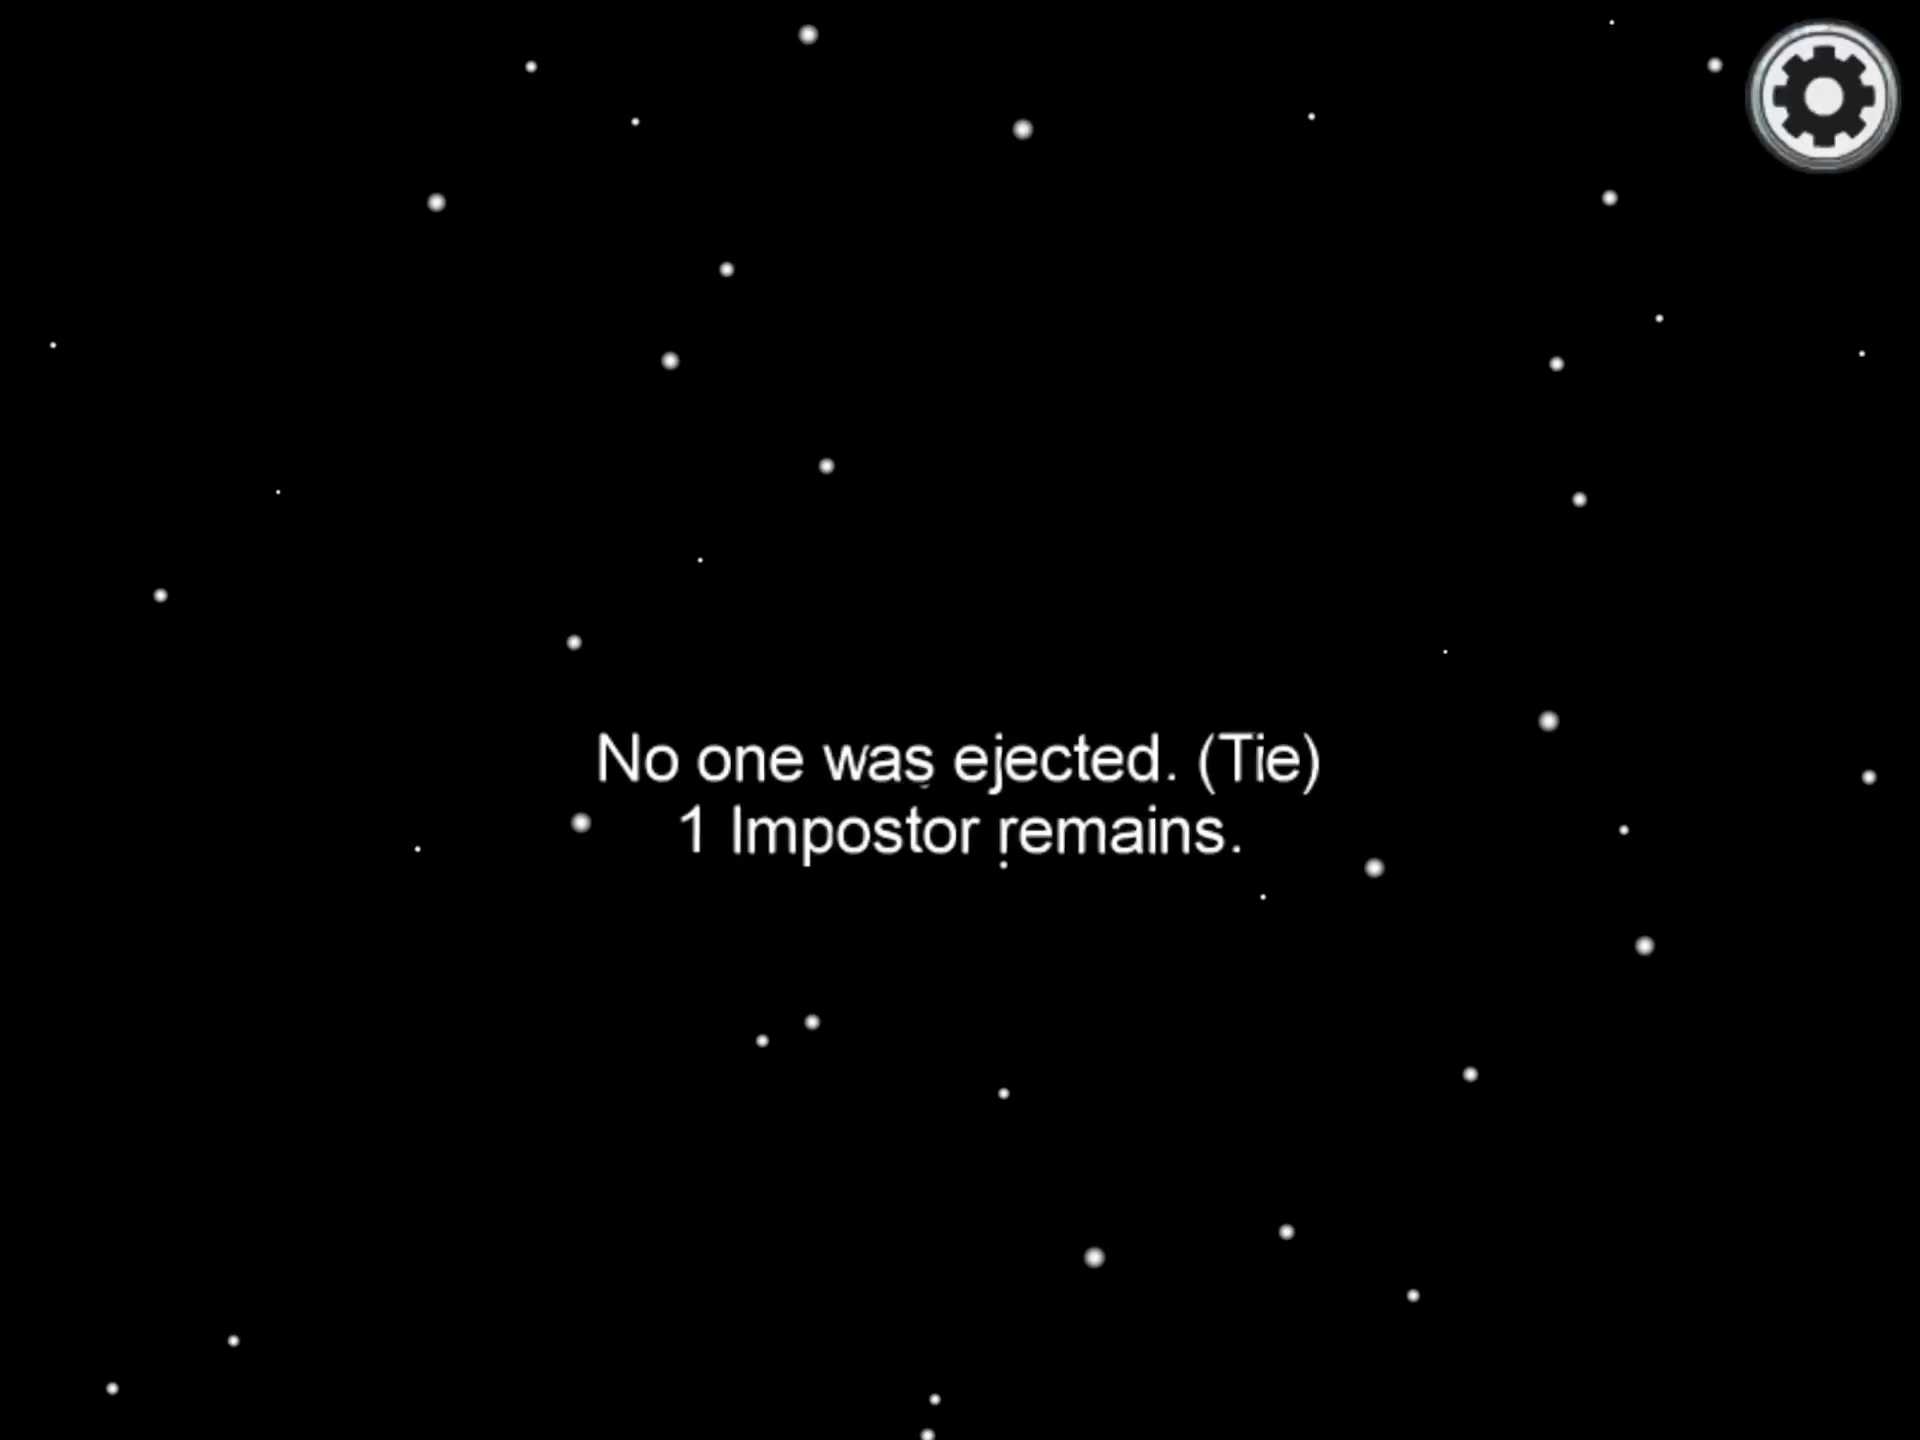 No one was ejected. (Tie)
1 Impostor remains.